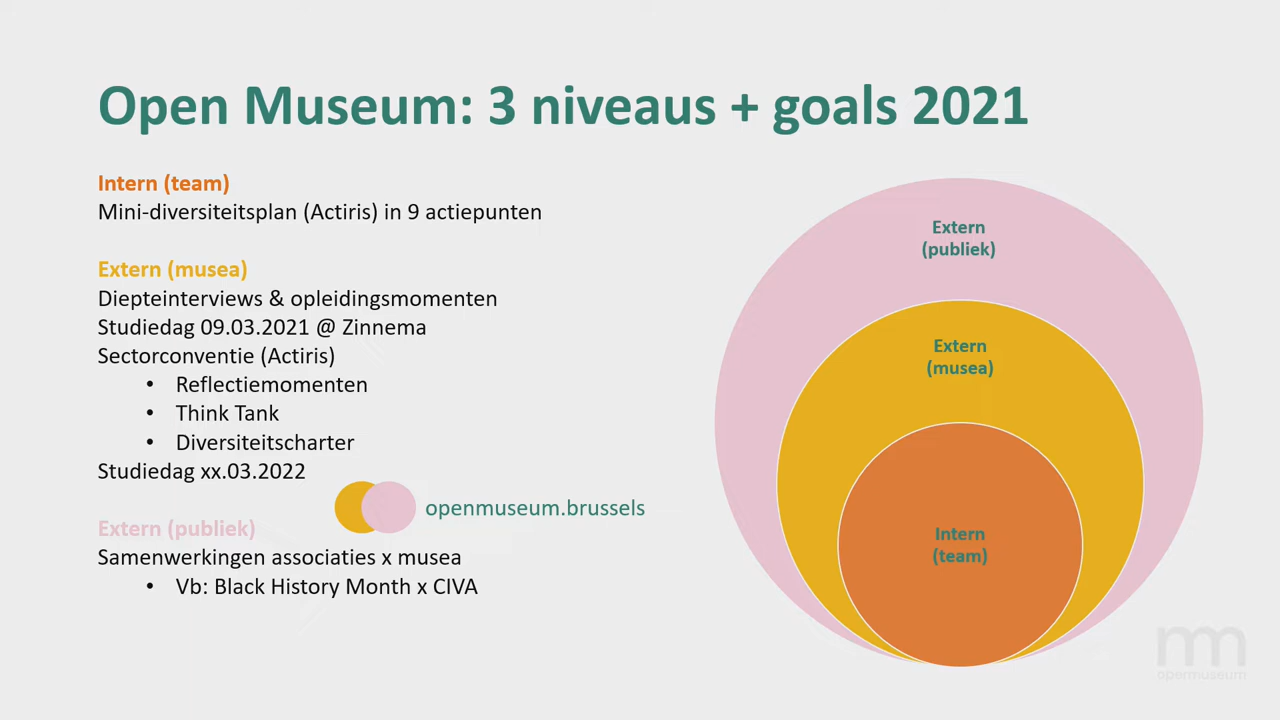 Open Museum: 3 niveaus + goals 2021
Intern (team)
Mini-diversiteitsplan (Actiris) in 9 actiepunten
Extern (musea)
Diepteinterviews & opleidingsmomenten
Studiedag 09.03.2021 @ Zinnema
Sectorconventie (Actiris)
• Reflectiemomenten
• Think Tank
• Diversiteitscharter
Studiedag xx.03.2022
openmuseum.brussels
Extern (publiek)
Samenwerkingen associaties x musea
• Vb: Black History Month x CIVA
Extern
(publiek)
Extern
(musea)
Intern
(team)
openmuseum